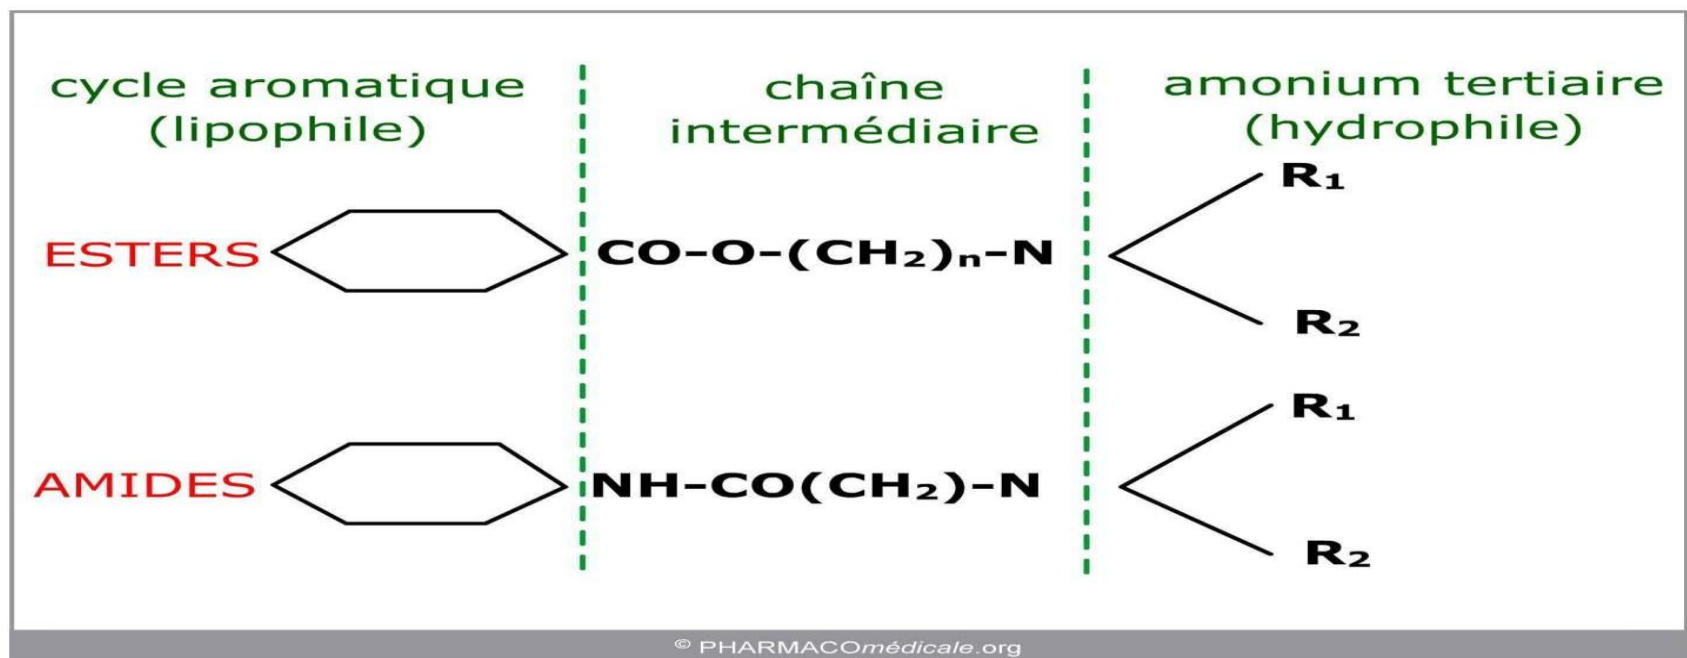 cycle aromatique
(lipophile)
chaîne
intermédiaire
amonium tertiaire
(hydrophile)
ESTERS
CO-O-(CH₂)ₙ-N
R₁
R₂
AMIDES
NH-CO(CH₂)-N
R₁
R₂
© PHARMACOmédicale.org